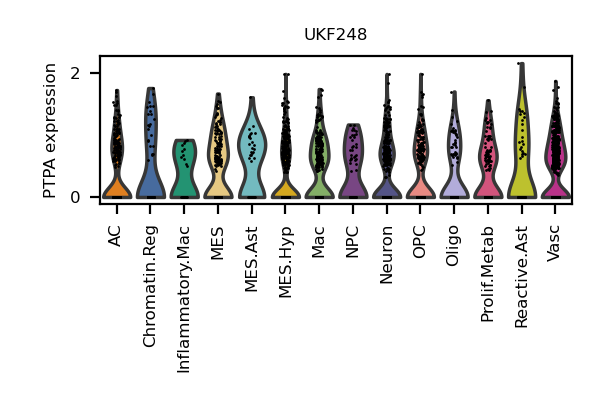 UKF248
PTPA expression
2
0
AC
Chromatin.Reg
Inflammatory.Mac
MES
MES.Ast
MES.Hyp
Mac
NPC
Neuron
OPC
Oligo
Prolif.Metab
Reactive.Ast
Vasc